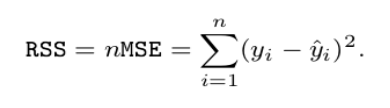 RSS = nMSE = \sum_{i=1}^{n} (y_i - \hat{y}_i)^2.